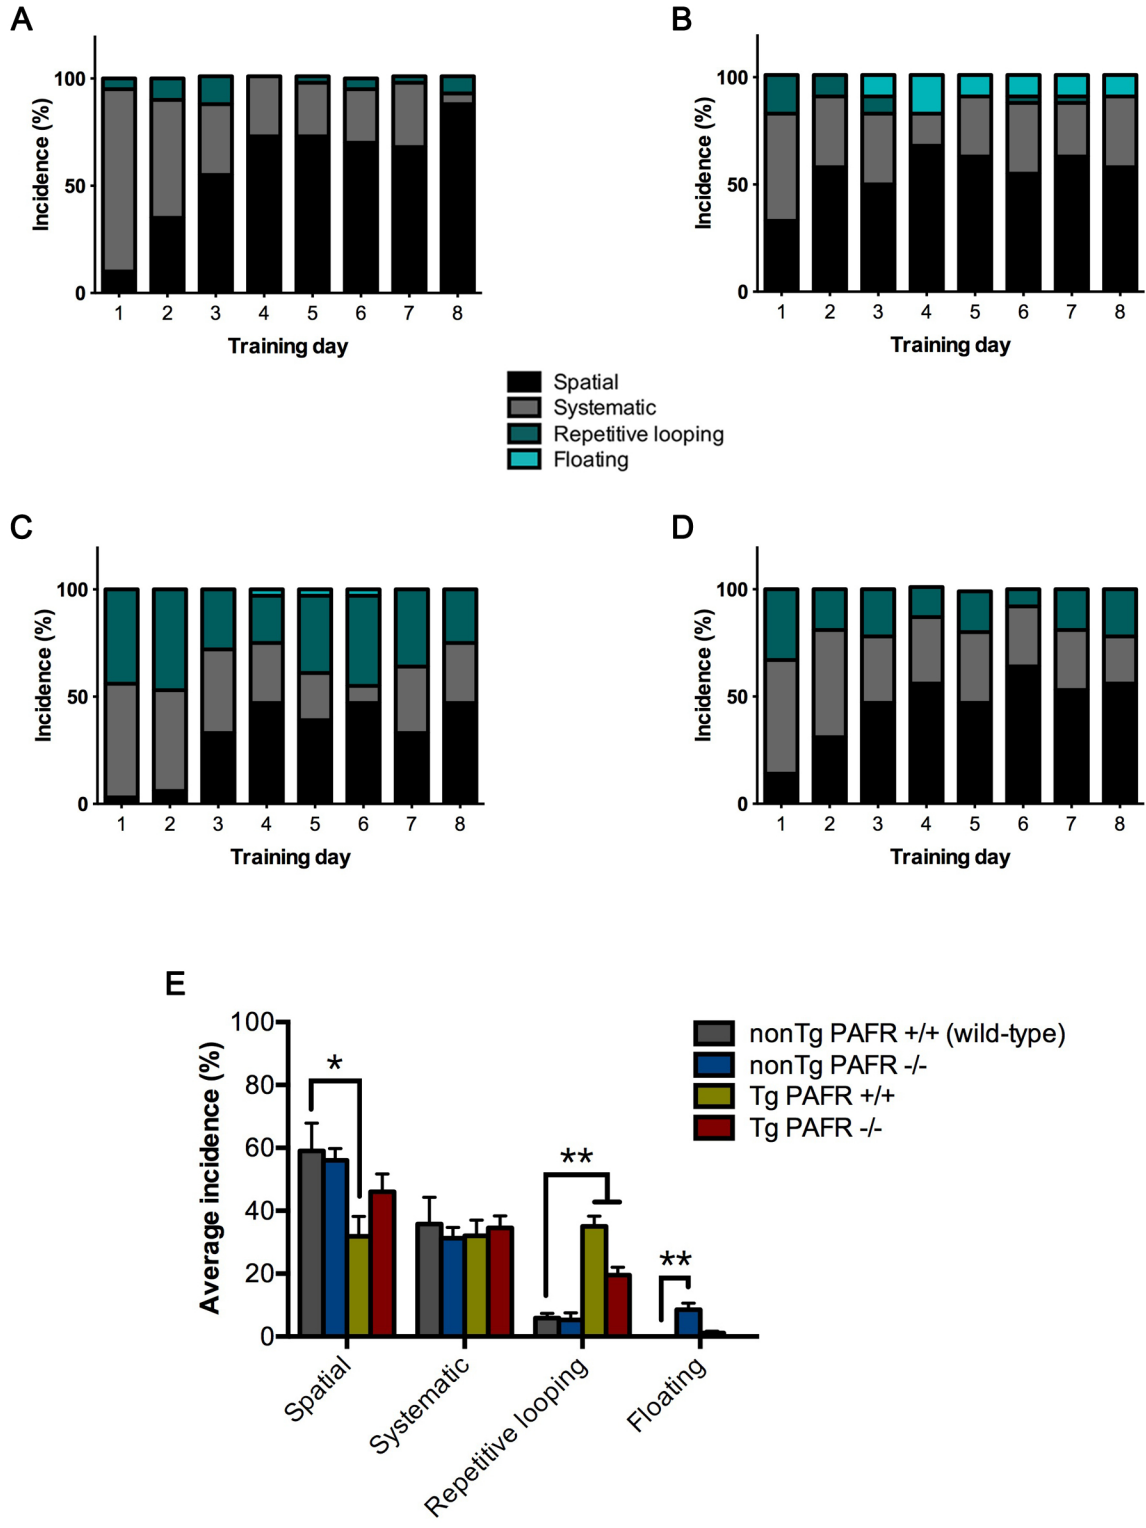 A
B
Incidence (%)
100
50
0
1 2 3 4 5 6 7 8
Training day
Incidence (%)
100
50
0
1 2 3 4 5 6 7 8
Training day
Spatial
Systematic
Repetitive looping
Floating
C
D
Incidence (%)
100
50
0
1 2 3 4 5 6 7 8
Training day
Incidence (%)
100
50
0
1 2 3 4 5 6 7 8
Training day
E
Average incidence (%)
100
80
60
40
20
0
*
**
**
Spatial
Systematic
Repetitive looping
Floating
nonTg PAFR +/+ (wild-type)
nonTg PAFR -/-
Tg PAFR +/+
Tg PAFR -/-